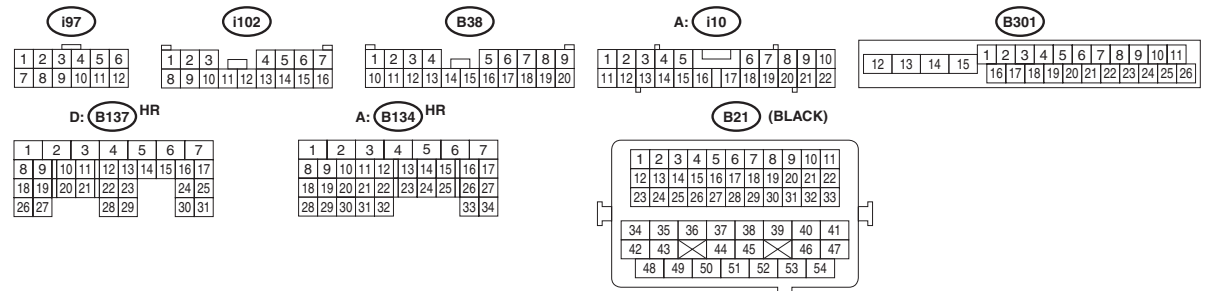 i97 i102 B38 A: i10 B301
1 2 3 4 5 6
7 8 9 10 11 12
1 2 3 4 5 6 7
8 9 10 11 12 13 14 15 16
1 2 3 4 5 6 7 8 9
10 11 12 13 14 15 16 17 18 19 20
1 2 3 4 5 6 7 8 9 10
11 12 13 14 15 16 17 18 19 20 21 22
1 2 3 4 5 6 7 8 9 10 11
12 13 14 15
16 17 18 19 20 21 22 23 24 25 26
D: B137 HR
1 2 3 4 5 6 7
8 9 10 11 12 13 14 15 16 17
18 19 20 21 22 23 24 25
26 27 28 29 30 31
A: B134 HR
1 2 3 4 5 6 7
8 9 10 11 12 13 14 15 16 17
18 19 20 21 22 23 24 25 26 27
28 29 30 31 32 33 34
B21 (BLACK)
1 2 3 4 5 6 7 8 9 10 11
12 13 14 15 16 17 18 19 20 21 22
23 24 25 26 27 28 29 30 31 32 33
34 35 36 37 38 39 40 41
42 43 44 45 46 47
48 49 50 51 52 53 54